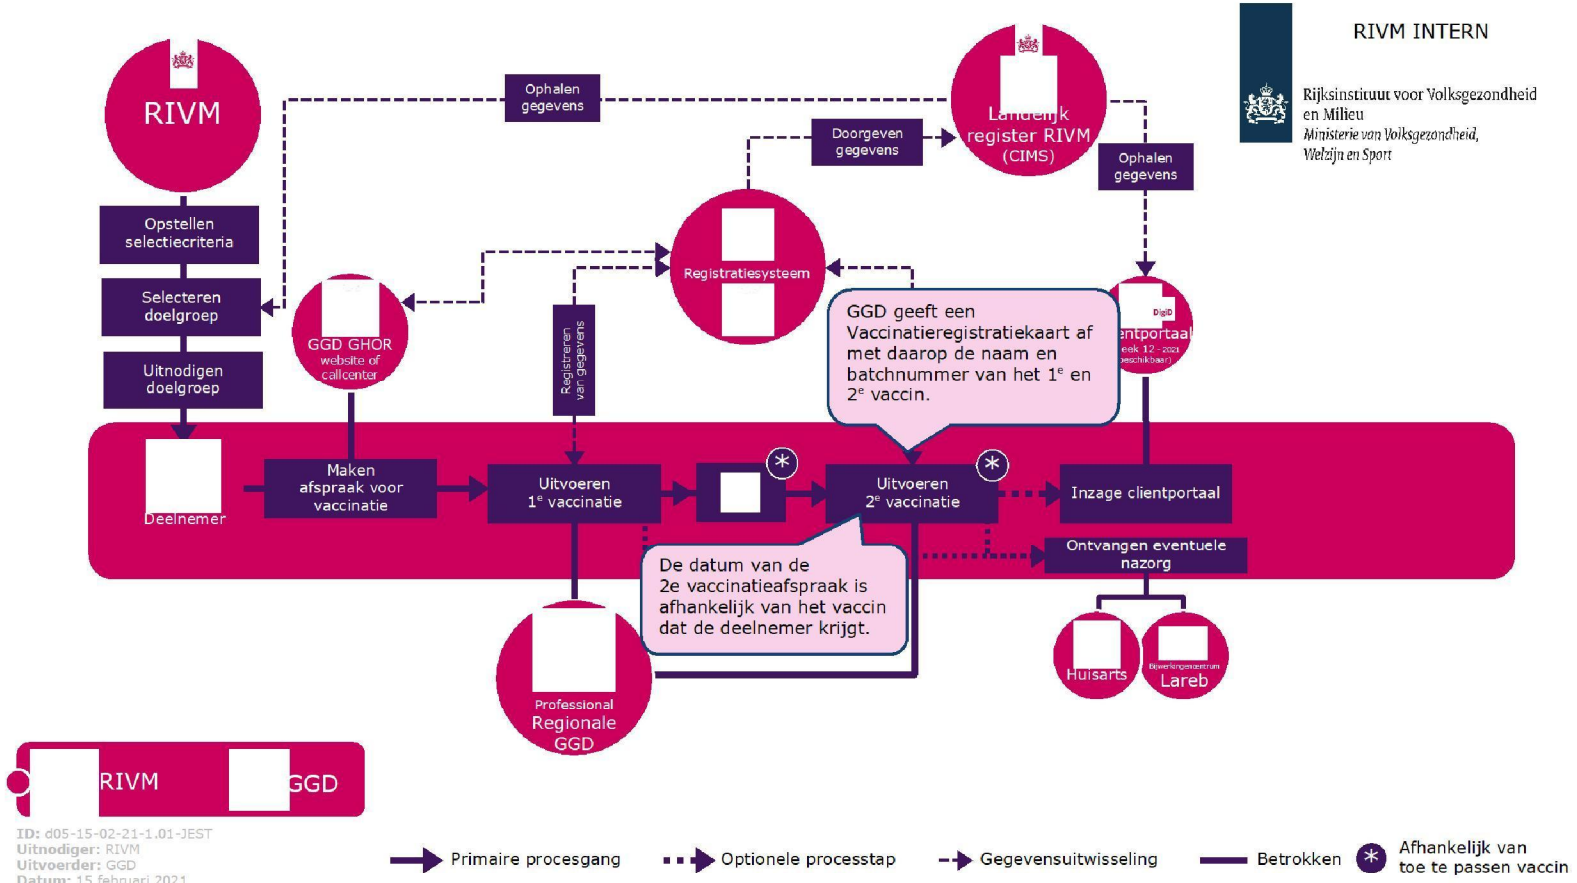 RIVM INTERN
Rijksinstituut voor Volksgezondheid
en Milieu
Ministerie van Volksgezondheid,
Welzijn en Sport
RIVM
Ophalen
gegevens
Landelijk
register RIVM
(CIMS)
Doorgeven
gegevens
Ophalen
gegevens
Opstellen
selectiecriteria
Selecteren
doelgroep
Uitnodigen
doelgroep
GGD GHOR
website of
callcenter
Registratiesysteem
Registreren
van gegevens
DigiD
entportaal
eek 12 - 2021
beschikbaar)
GGD geeft een
Vaccinatieregistratiekaart af
met daarop de naam en
batchnummer van het 1e en
2e vaccin.
Deelnemer
Maken
afspraak voor
vaccinatie
Uitvoeren
1e vaccinatie
*
Uitvoeren
2e vaccinatie
*
Inzage clientportaal
Ontvangen eventuele
nazorg
De datum van de
2e vaccinatieafspraak is
afhankelijk van het vaccin
dat de deelnemer krijgt.
Professional
Regionale
GGD
Huisarts
Bijwerkingencentrum
Lareb
RIVM
GGD
ID: d05-15-02-21-1.01-JEST
Uitnodiger: RIVM
Uitvoerder: GGD
Datum: 15 februari 2021
Primaire procesgang
Optionele processtap
Gegevensuitwisseling
Betrokken
* Afhankelijk van
toe te passen vaccin